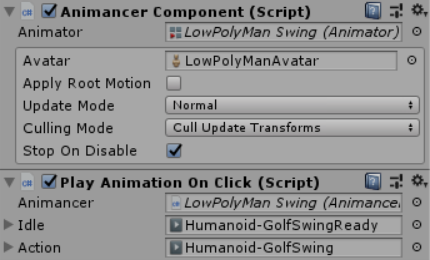 Animancer Component (Script)
Animator LowPolyMan Swing (Animator)
Avatar LowPolyManAvatar
Apply Root Motion
Update Mode Normal
Culling Mode Cull Update Transforms
Stop On Disable
Play Animation On Click (Script)
Animancer LowPolyMan Swing (Animance
Idle Humanoid-GolfSwingReady
Action Humanoid-GolfSwing